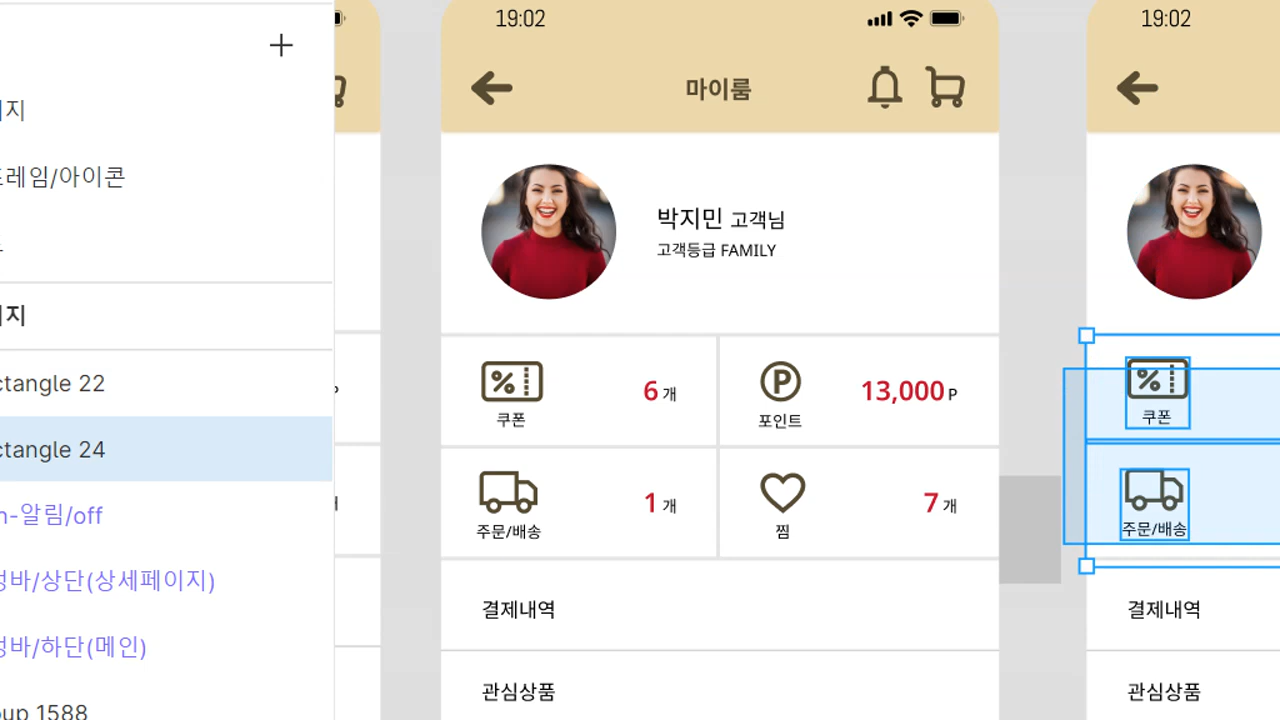 지
레임/아이콘
지
ctangle 22
ctangle 24
n-알림/off
바/상단(상세페이지)
바/하단(메인)
oup 1588
19:02
마이룸
박지민 고객님
고객등급 FAMILY
쿠폰
6 개
포인트
13,000 P
주문/배송
1 개
찜
7 개
결제내역
관심상품
19:02
쿠폰
주문/배송
결제내역
관심상품